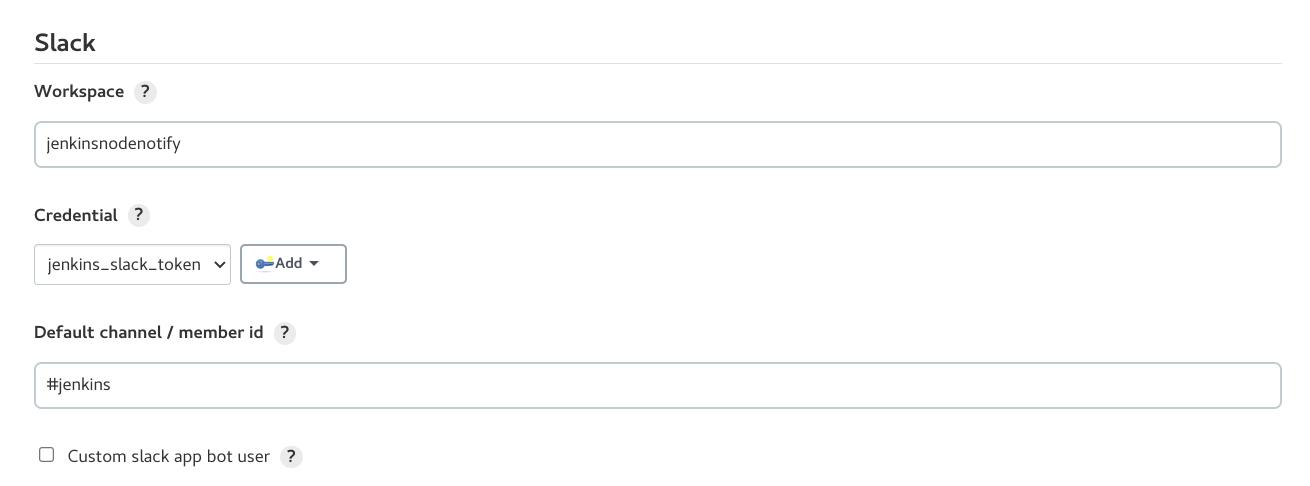 Slack
Workspace ?
jenkinsnodenotify
Credential ?
jenkins_slack_token Add
Default channel / member id ?
#jenkins
Custom slack app bot user ?